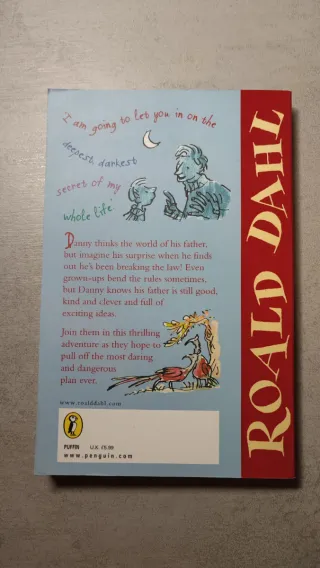 'I am going to let you in on the
deepest, darkest
secret of my
whole life'
Danny thinks the world of his father,
but imagine his surprise when he finds
out he's been breaking the law! Even
grown-ups bend the rules sometimes,
but Danny knows his father is still good,
kind and clever and full of
exciting ideas.
Join them in this thrilling
adventure as they hope to
pull off the most daring
and dangerous
plan ever.
www.roalddahl.com
PUFFIN
U.K. £5.99
www.penguin.com
ROALD DAHL